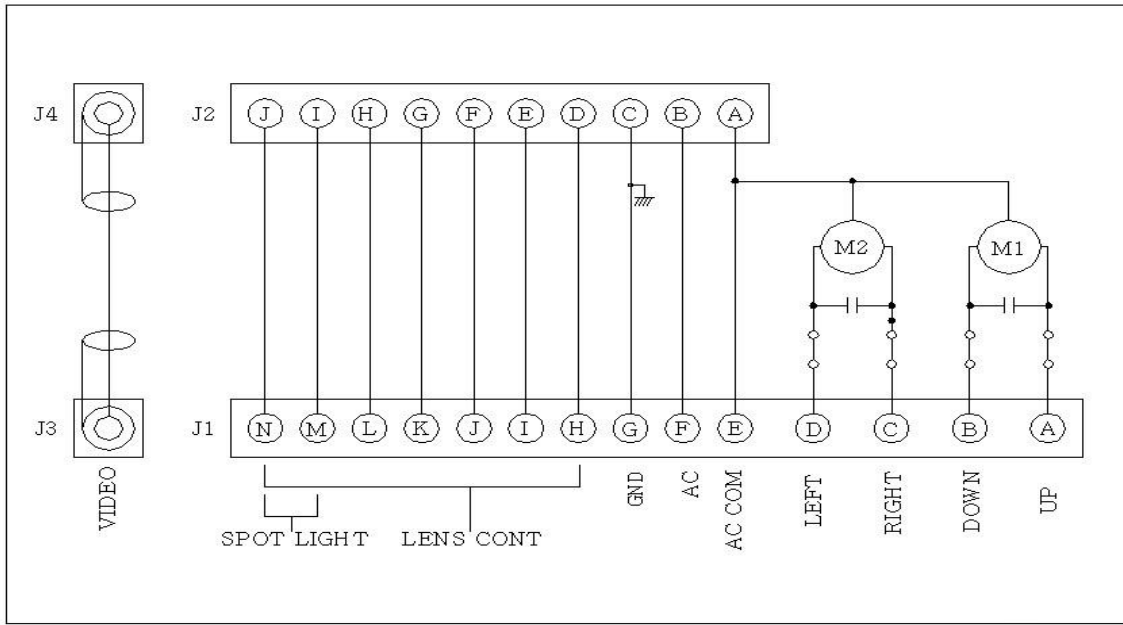 J4 J2 J I H G F E D C B A
M2 M1
J3 J1 N M L K J I H G F E D C B A
VIDEO
GND
AC
AC COM
LEFT
RIGHT
DOWN
UP
SPOT LIGHT LENS CONT